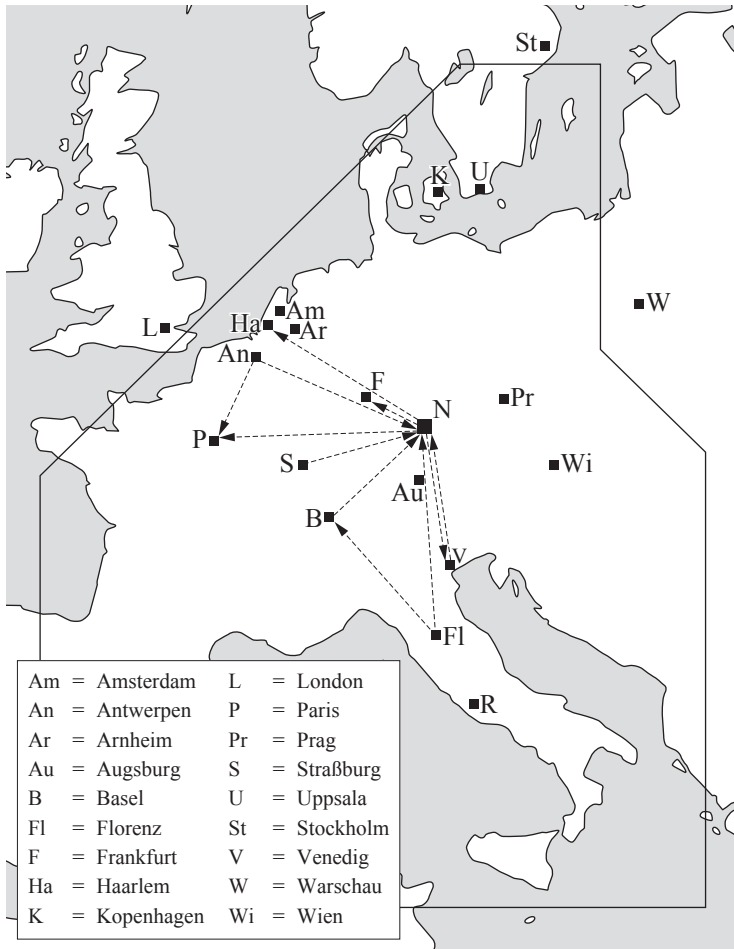 St
K U
W
L
Am
Ha Ar
An
F
N
Pr
P
S
Wi
Au
B
V
Fl
R
Am = Amsterdam L = London
An = Antwerpen P = Paris
Ar = Arnheim Pr = Prag
Au = Augsburg S = Straßburg
B = Basel U = Uppsala
Fl = Florenz St = Stockholm
F = Frankfurt V = Venedig
Ha = Haarlem W = Warschau
K = Kopenhagen Wi = Wien